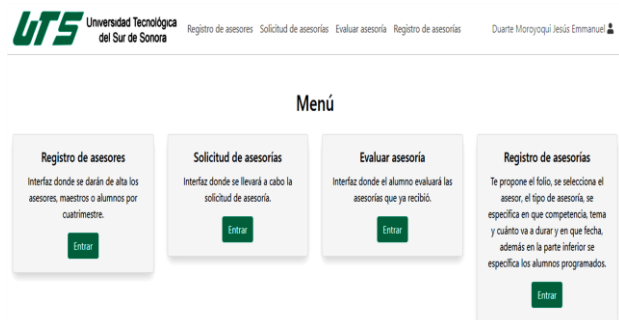 UTS Universidad Tecnológica
del Sur de Sonora
Registro de asesores Solicitud de asesorías Evaluar asesoría Registro de asesorías
Duarte Moroyoqui Jesús Emmanuel
Menú
Registro de asesores
Interfaz donde se darán de alta los
asesores, maestros o alumnos por
cuatrimestre.
Entrar
Solicitud de asesorías
Interfaz donde se llevará a cabo la
solicitud de asesoría.
Entrar
Evaluar asesoría
Interfaz donde el alumno evaluará las
asesorías que ya recibió.
Entrar
Registro de asesorías
Te propone el folio, se selecciona el
asesor, el tipo de asesoría, se
especifica en que competencia, tema
y cuánto va a durar y en que fecha,
además en la parte inferior se
especifica los alumnos programados.
Entrar